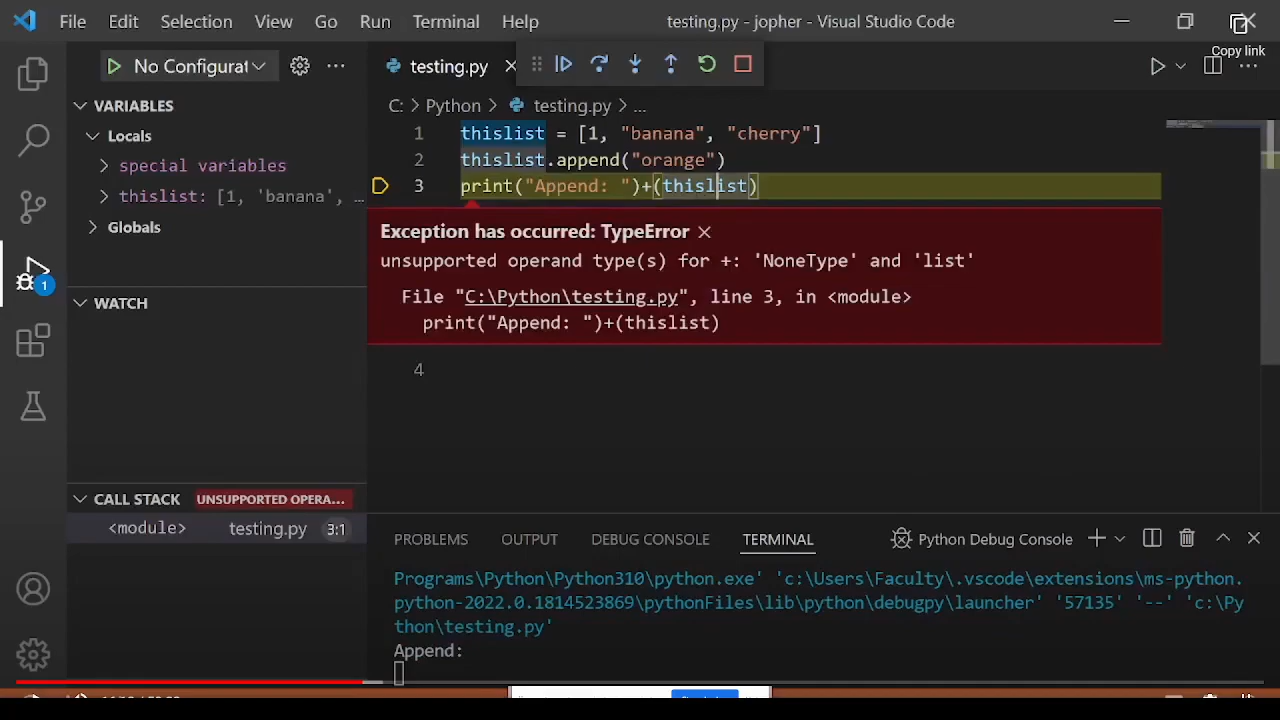 File Edit Selection View Go Run Terminal Help testing.py - jopher - Visual Studio Code
Copy link
No Configurat
testing.py
VARIABLES
Locals
special variables
thislist: [1, 'banana', …
Globals
WATCH
CALL STACK UNSUPPORTED OPERA...
<module> testing.py 3:1
1
C: > Python > testing.py > ...
1 thislist = [1, "banana", "cherry"]
2 thislist.append("orange")
3 print("Append: ")+(thislist)
Exception has occurred: TypeError
unsupported operand type(s) for +: 'NoneType' and 'list'
File "C:\Python\testing.py", line 3, in <module>
print("Append: ")+(thislist)
4
PROBLEMS OUTPUT DEBUG CONSOLE TERMINAL Python Debug Console
Programs\Python\Python310\python.exe' 'c:\Users\Faculty\.vscode\extensions\ms-python.
python-2022.0.1814523869\pythonFiles\lib\python\debugpy\launcher' '57135' '--' 'c:\Py
thon\testing.py'
Append: